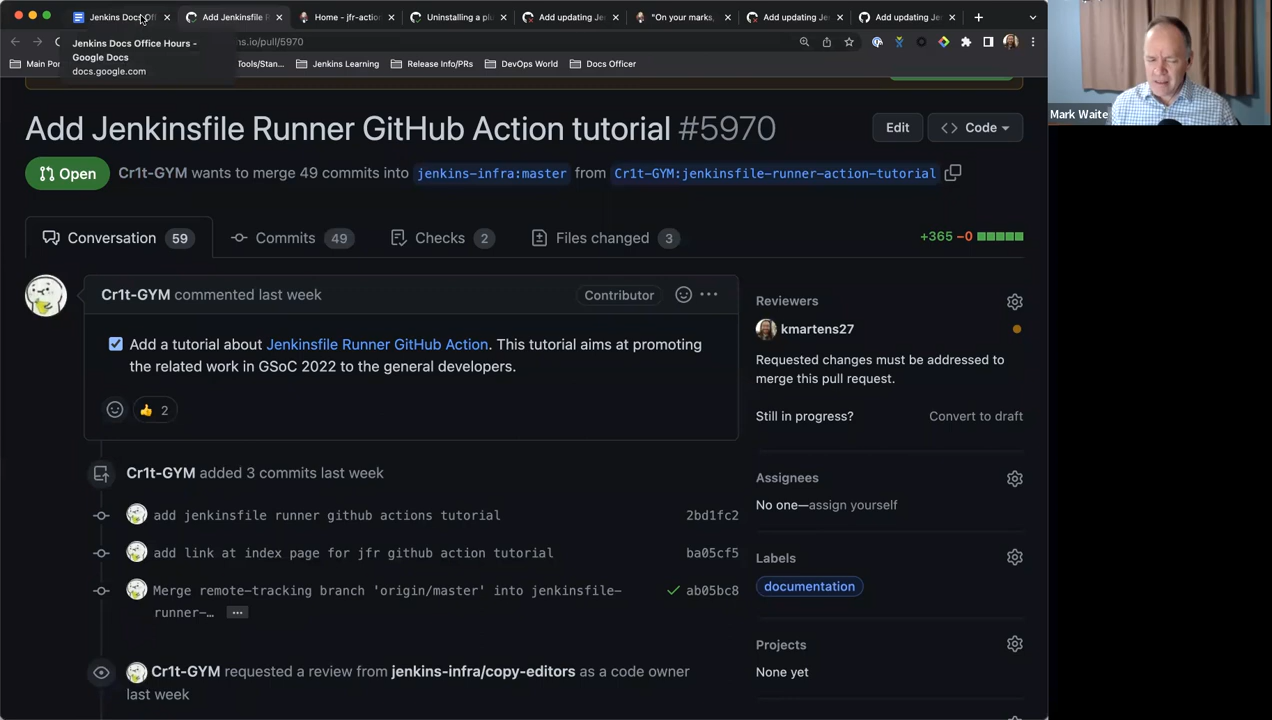 Jenkins Docs Off
Add Jenkinsfile R
Home - jfr-action
Uninstalling a plu
Add updating Je
"On your marks,
Add updating Je
Add updating Je
ns.io/pull/5970
Jenkins Docs Office Hours -
Google Docs
docs.google.com
Main Por
Tools/Stan...
Jenkins Learning
Release Info/PRs
DevOps World
Docs Officer
Mark Waite
Add Jenkinsfile Runner GitHub Action tutorial #5970
Edit
Code
Open
Cr1t-GYM wants to merge 49 commits into jenkins-infra:master from Cr1t-GYM:jenkinsfile-runner-action-tutorial
Conversation 59
Commits 49
Checks 2
Files changed 3
+365 −0
Cr1t-GYM commented last week
Contributor
Add a tutorial about Jenkinsfile Runner GitHub Action. This tutorial aims at promoting
the related work in GSoC 2022 to the general developers.
2
Reviewers
kmartens27
Requested changes must be addressed to
merge this pull request.
Still in progress? Convert to draft
Cr1t-GYM added 3 commits last week
add jenkinsfile runner github actions tutorial 2bd1fc2
add link at index page for jfr github action tutorial ba05cf5
Merge remote-tracking branch 'origin/master' into jenkinsfile-
runner-… ab05bc8
Assignees
No one—assign yourself
Labels
documentation
Projects
None yet
Cr1t-GYM requested a review from jenkins-infra/copy-editors as a code owner
last week